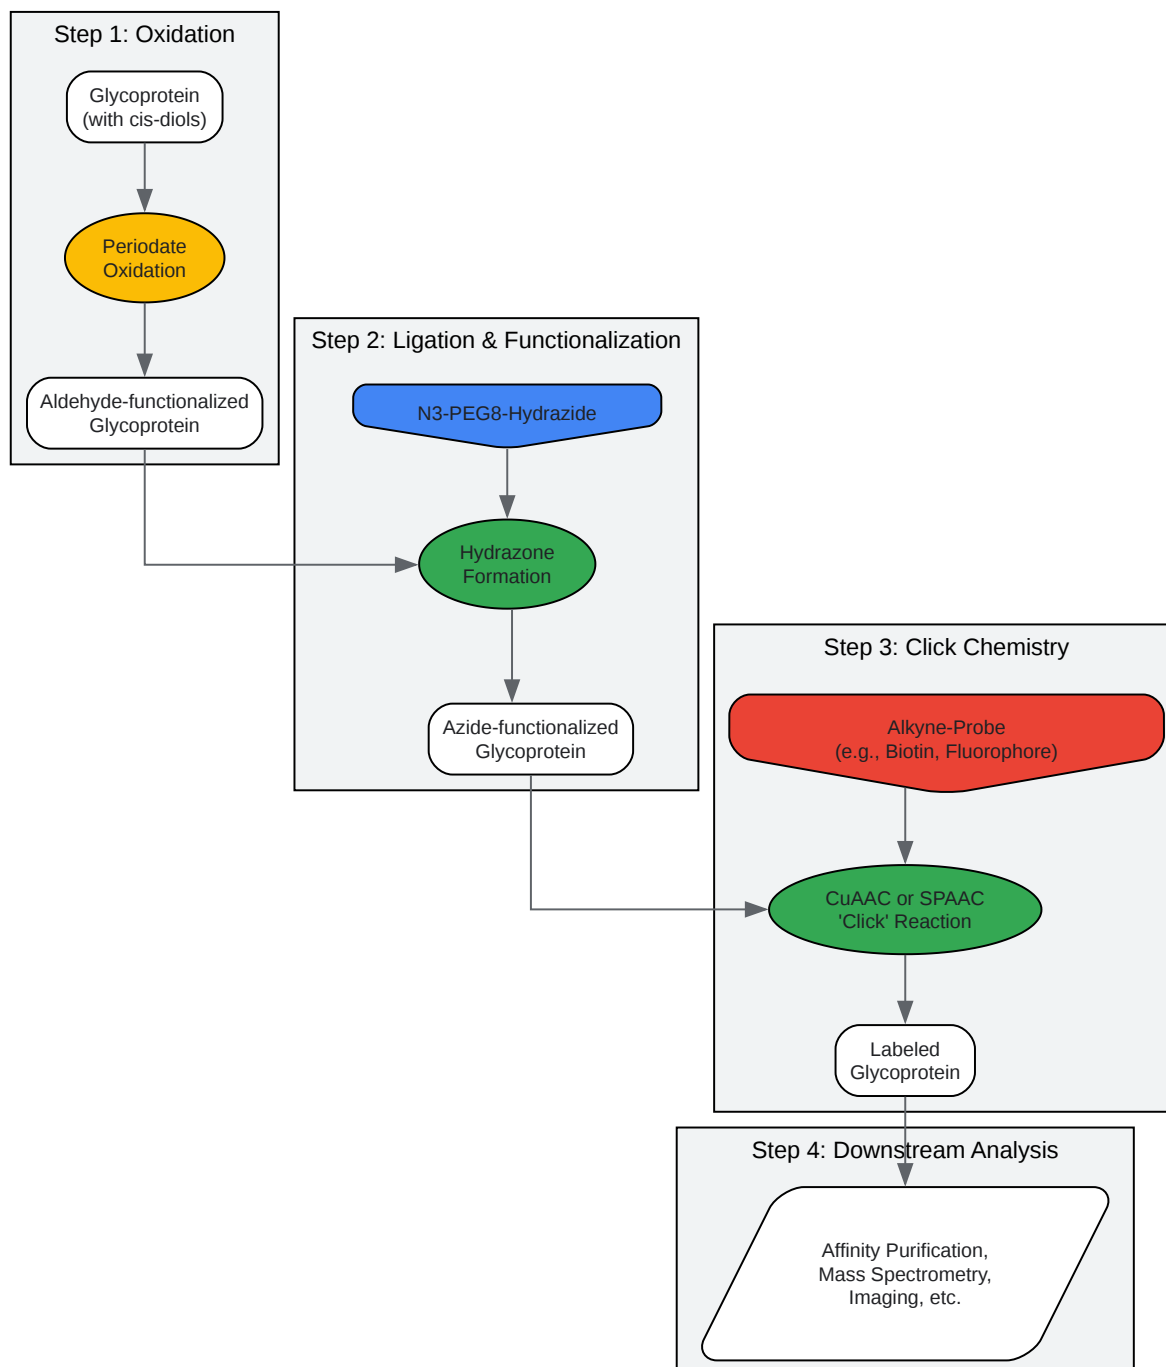 Step 1: Oxidation
Glycoprotein
(with cis-diols)
Periodate
Oxidation
Aldehyde-functionalized
Glycoprotein
Step 2: Ligation & Functionalization
N3-PEG8-Hydrazide
Hydrazone
Formation
Azide-functionalized
Glycoprotein
Step 3: Click Chemistry
Alkyne-Probe
(e.g., Biotin, Fluorophore)
CuAAC or SPAAC
'Click' Reaction
Labeled
Glycoprotein
Step 4: Downstream Analysis
Affinity Purification,
Mass Spectrometry,
Imaging, etc.